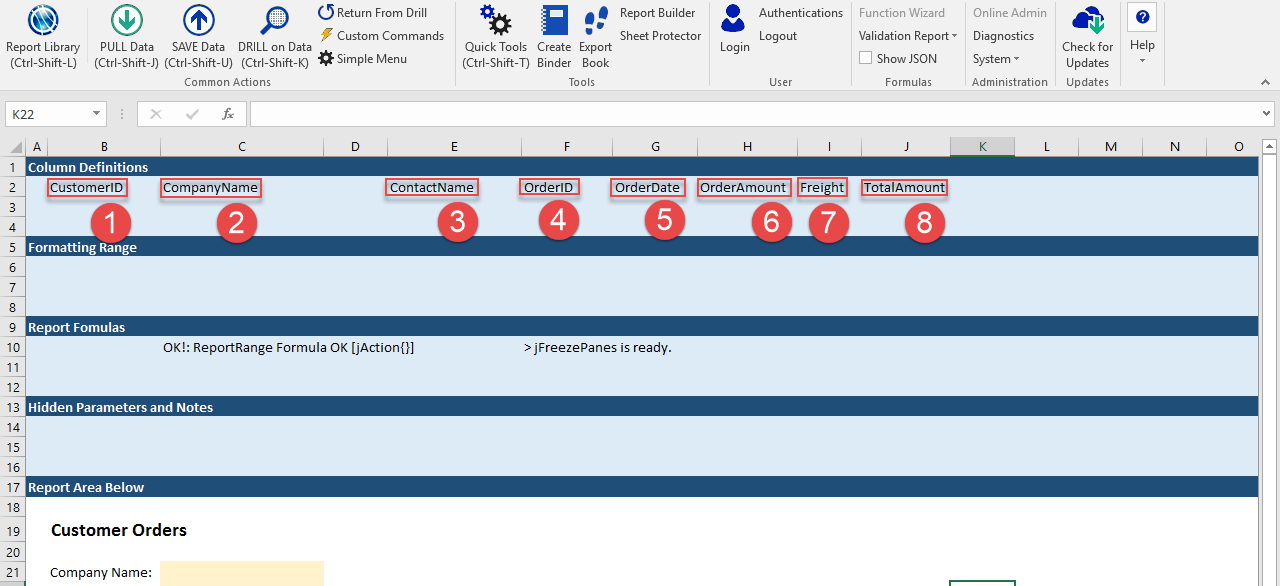 Report Library
(Ctrl-Shift-L)
PULL Data
(Ctrl-Shift-J)
SAVE Data
(Ctrl-ShiftU)
DRILL on Data
(Ctrl-Shift-K)
Return From Drill
Custom Commands
Simple Menu
Common Actions
Quick Tools
(Ctrl-Shift-T)
Create
Binder
Export
Book
Report Builder
Sheet Protector
Tools
Login
Authentications
Logout
User
Function Wizard
Validation Report
Show JSON
Formulas
Online Admin
Diagnostics
System
Administration
Check for
Updates
Updates
?
Help
K22
fx
A B C D E F G H I J K L M N O
1 Column Definitions
2 CustomerID CompanyName ContactName OrderID OrderDate OrderAmount Freight TotalAmount
3 1 2 3 4 5 6 7 8
4
5 Formatting Range
6
7
8
9 Report Fomulas
10 OK!: ReportRange Formula OK [jAction{}] > jFreezePanes is ready.
11
12
13 Hidden Parameters and Notes
14
15
16
17 Report Area Below
18
19 Customer Orders
20
21 Company Name: